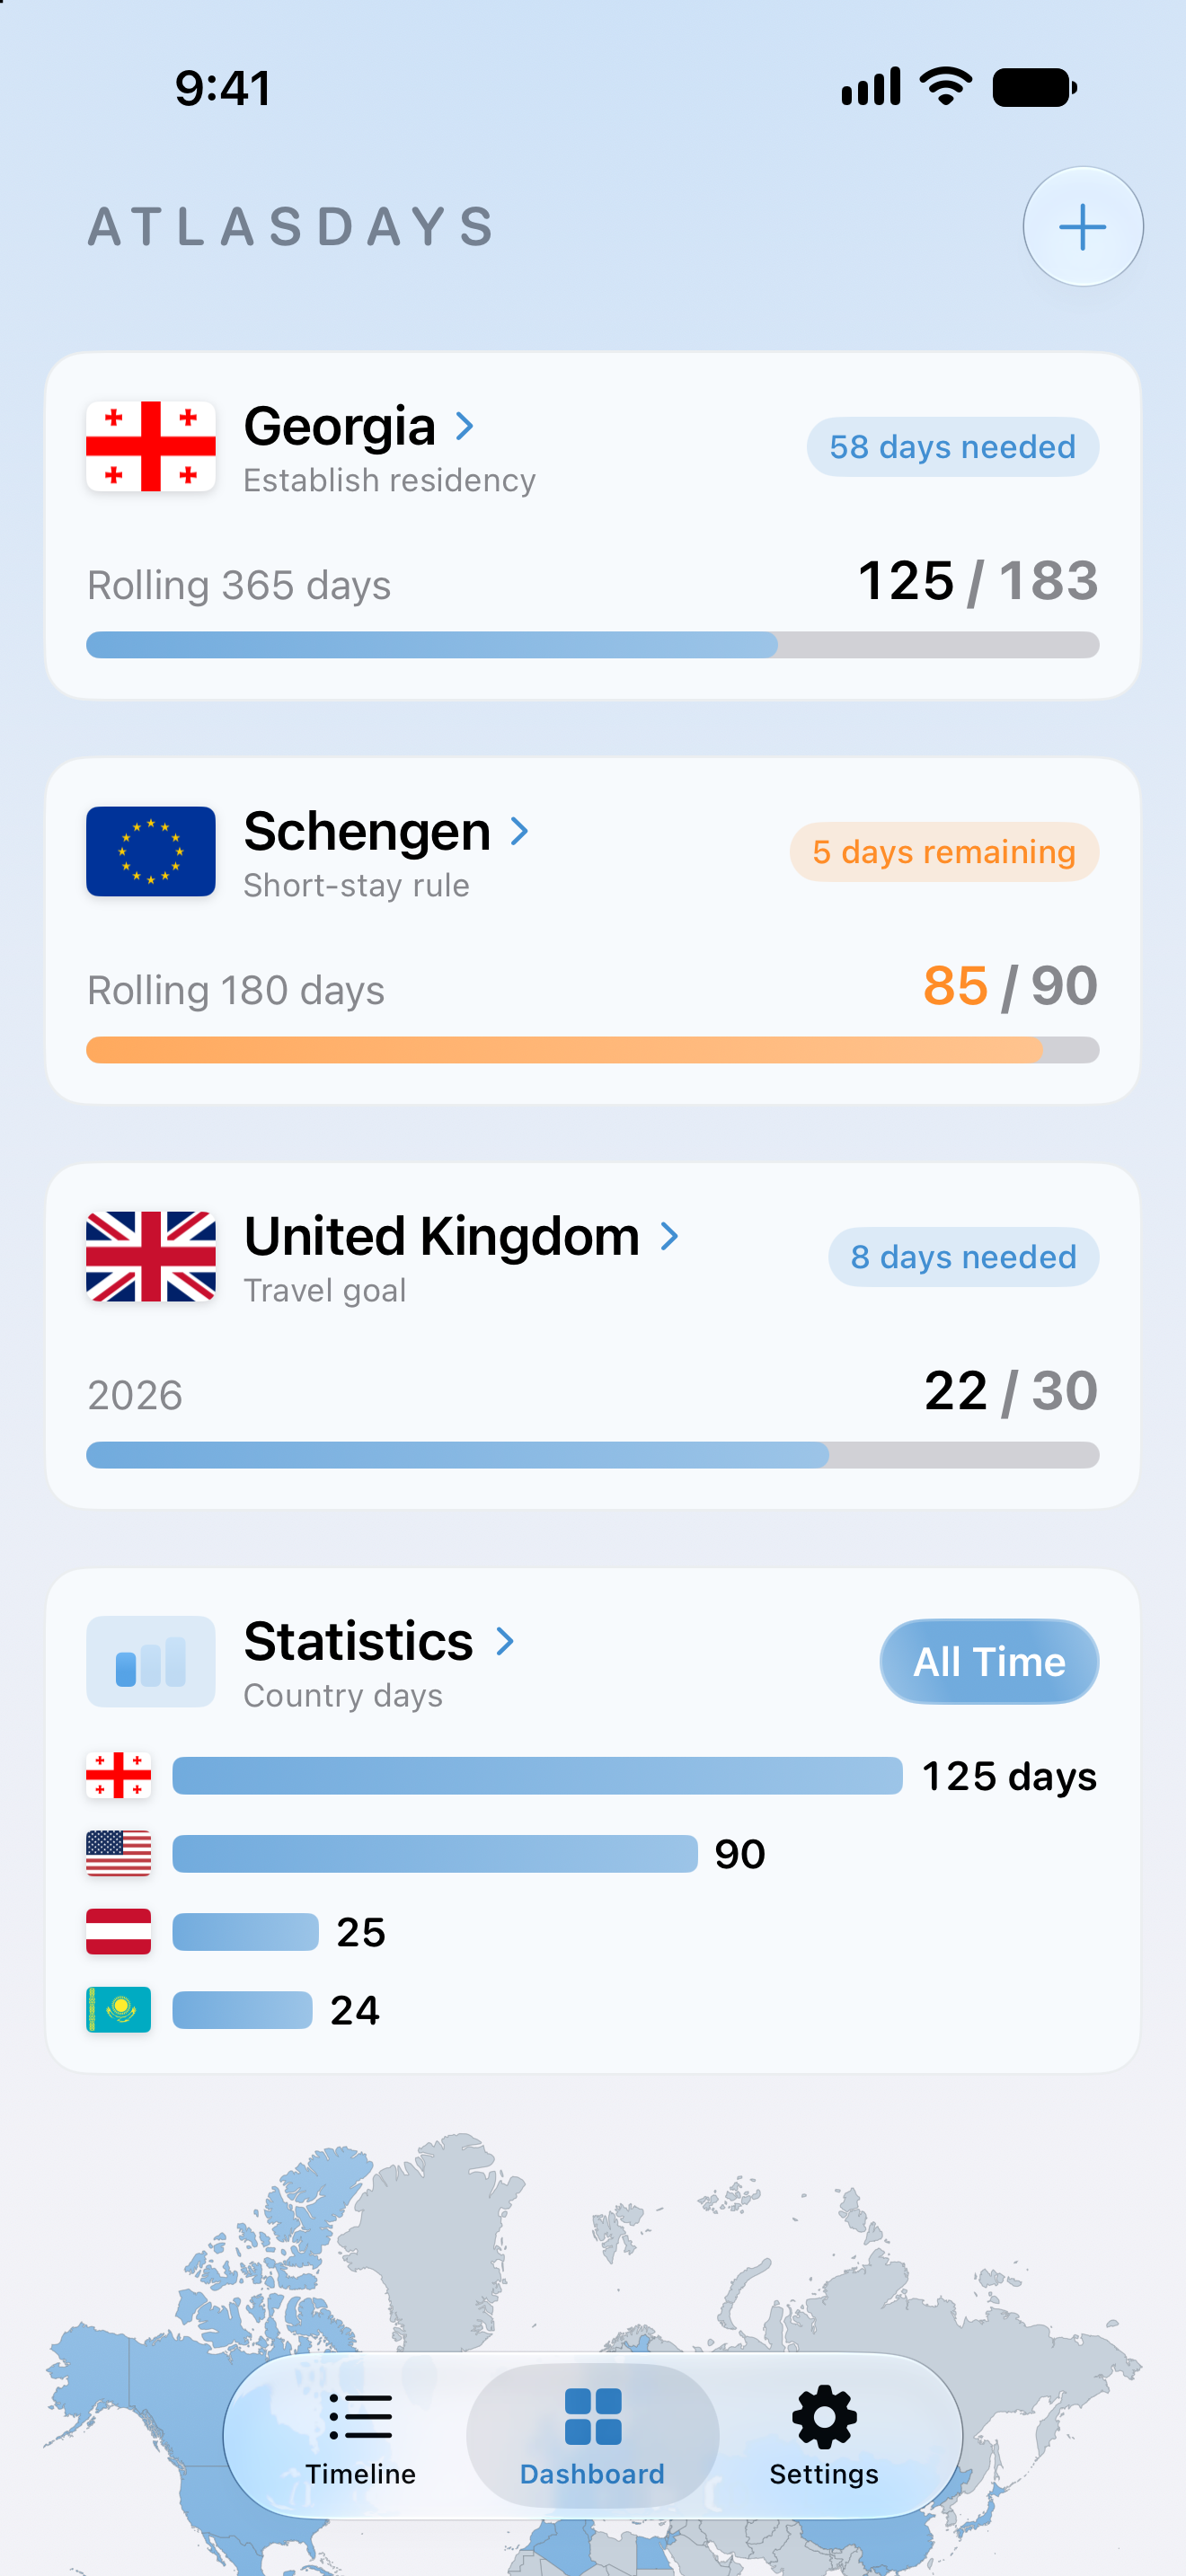 9:41
ATLASDAYS
Georgia
58 days needed
Establish residency
Rolling 365 days
125 / 183
Schengen
5 days remaining
Short-stay rule
Rolling 180 days
85 / 90
United Kingdom
8 days needed
Travel goal
2026
22 / 30
Statistics
All Time
Country days
125 days
90
25
24
Timeline
Dashboard
Settings